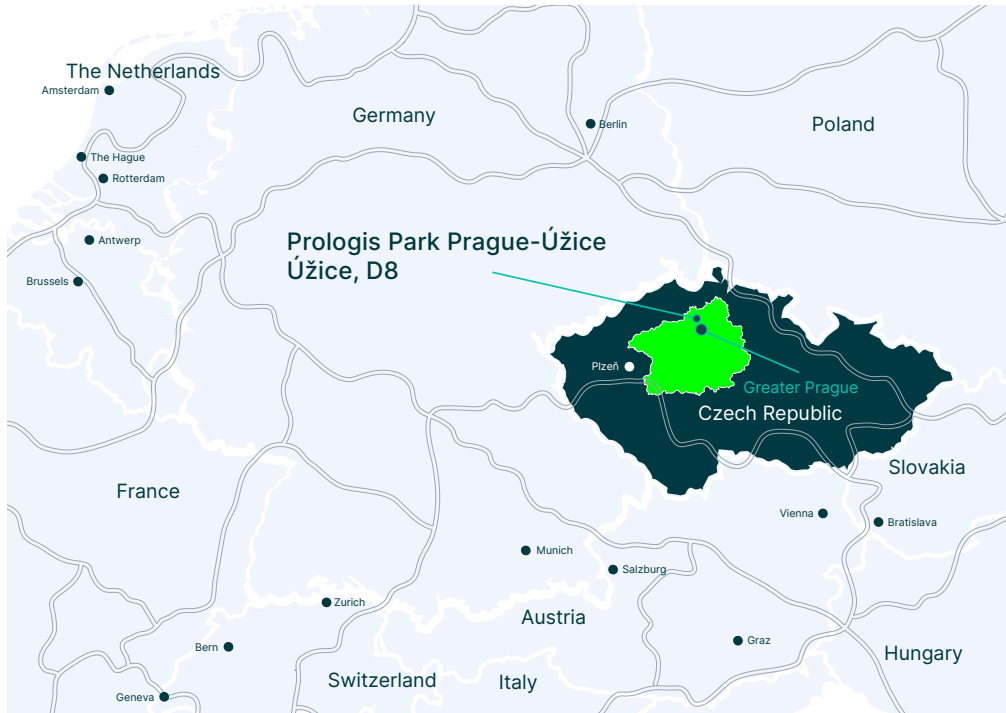 The Netherlands
Amsterdam
Germany
Berlin
Poland
The Hague
Rotterdam
Antwerp
Prologis Park Prague-Úžice
Úžice, D8
Brussels
Plzeň
Greater Prague
Czech Republic
Slovakia
France
Vienna
Bratislava
Munich
Salzburg
Zurich
Austria
Graz
Bern
Hungary
Switzerland
Italy
Geneva